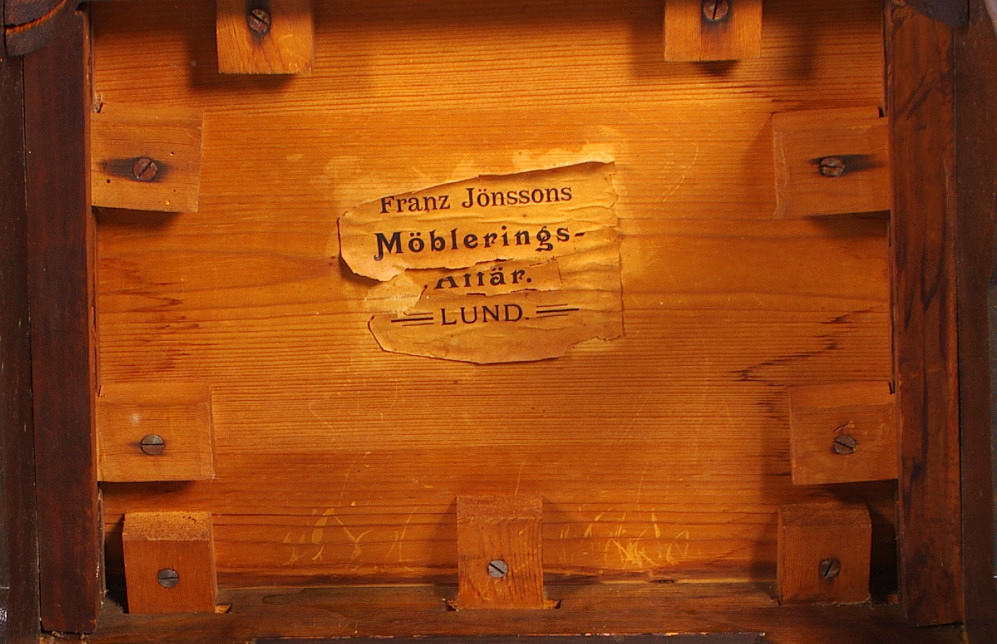 Franz Jönssons
Möblerings-
Affär.
LUND.